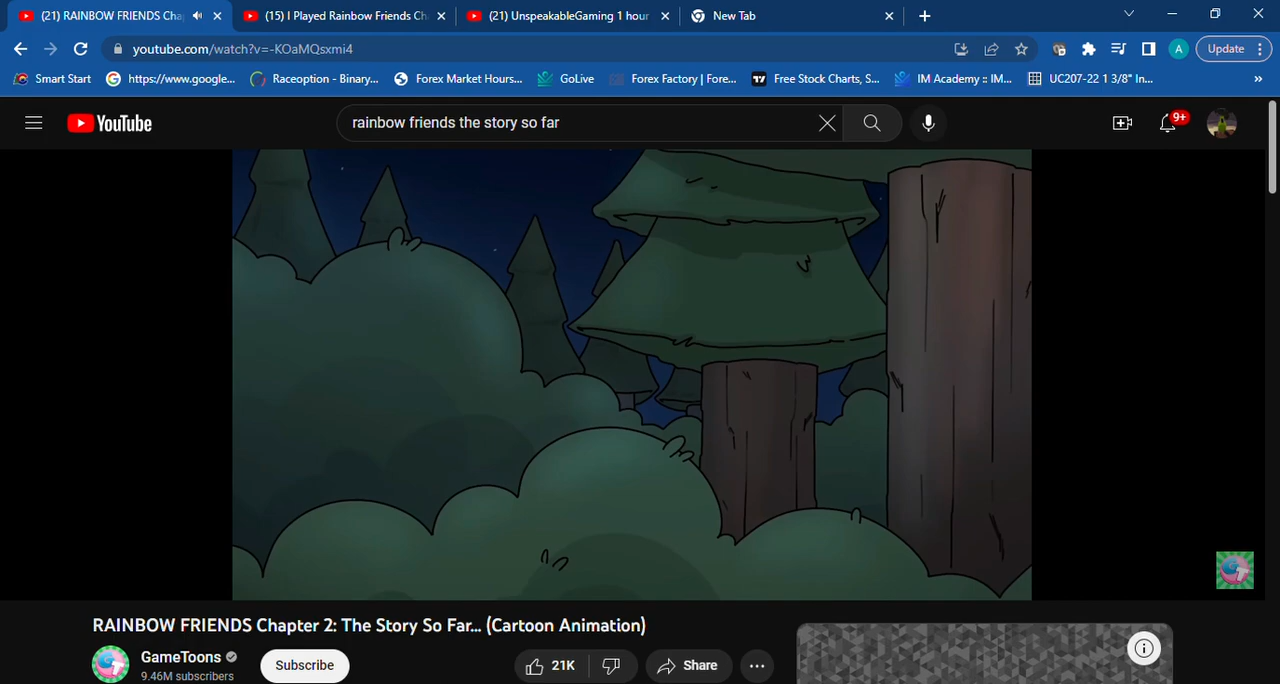 (21) RAINBOW FRIENDS Cha
(15) I Played Rainbow Friends Ch
(21) UnspeakableGaming 1 hour
New Tab
youtube.com/watch?v=-KOaMQsxmi4
A
Update
Smart Start
https://www.google...
Raceoption - Binary...
Forex Market Hours...
GoLive
Forex Factory | Fore...
Free Stock Charts, S...
IM Academy :: IM...
UC207-22 1 3/8" In...
»
YouTube
rainbow friends the story so far
9+
RAINBOW FRIENDS Chapter 2: The Story So Far... (Cartoon Animation)
GameToons
9.46M subscribers
Subscribe
21K
Share